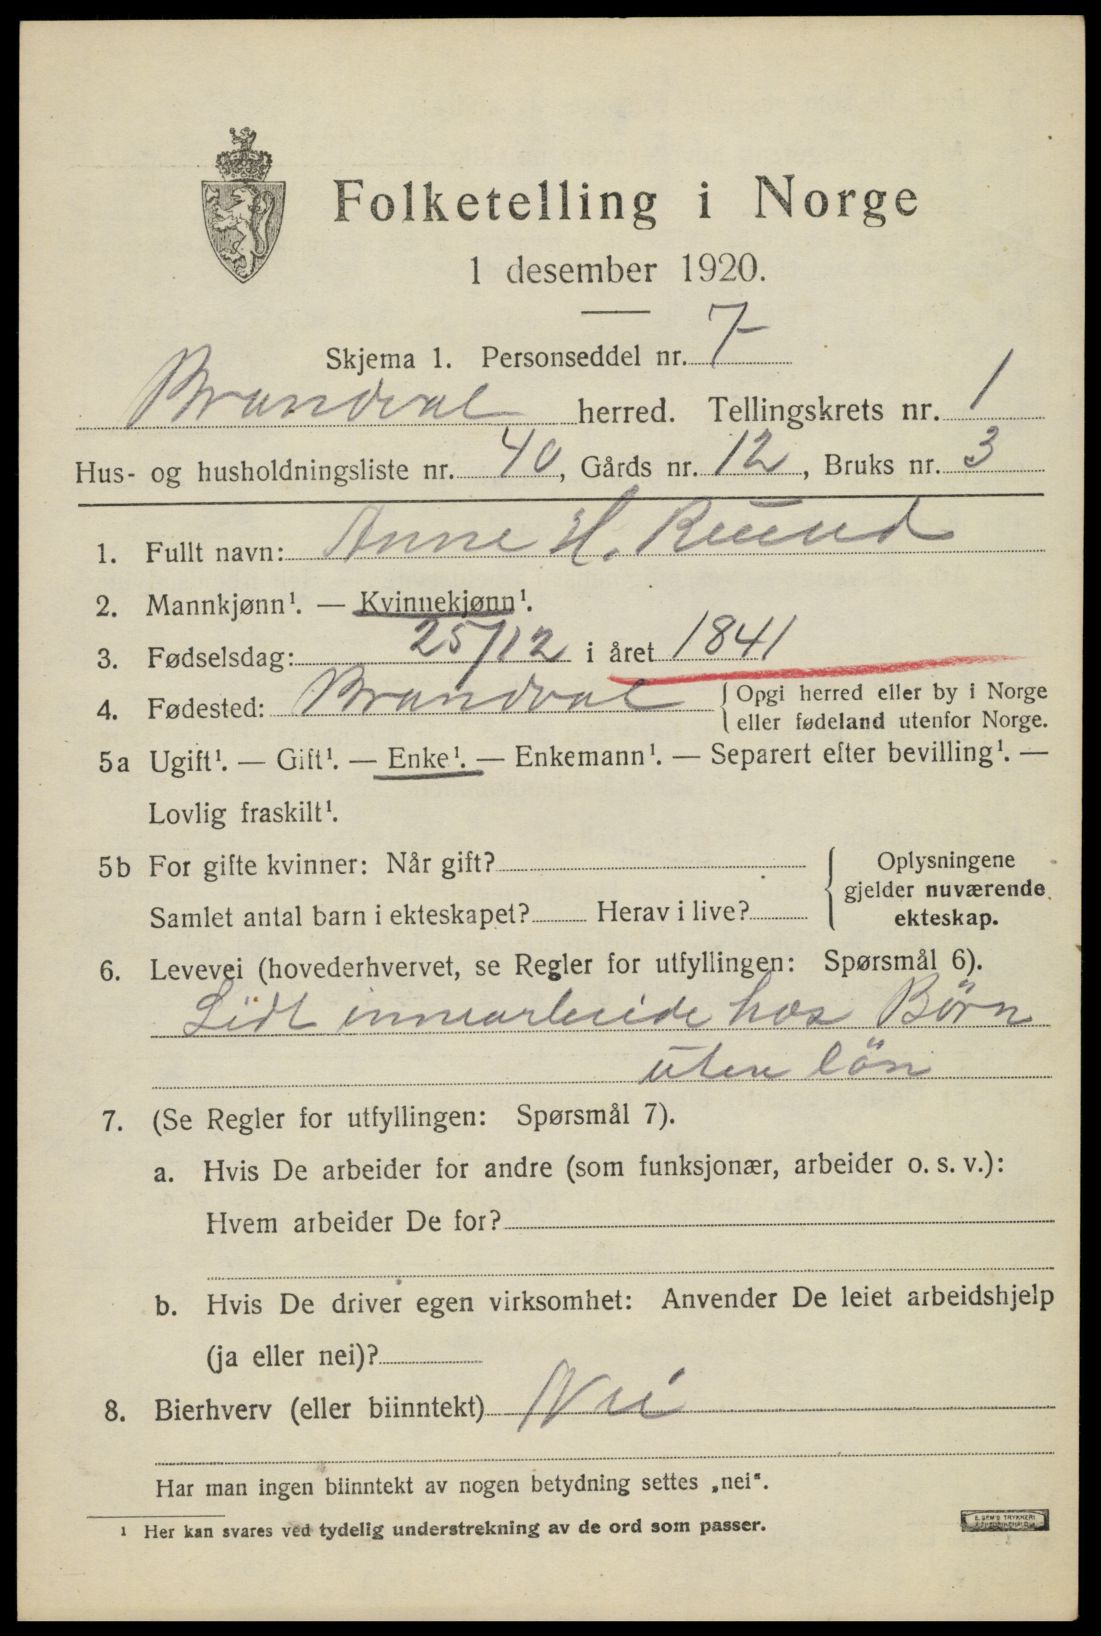 Folketelling i Norge
1 desember 1920.
Skjema 1. Personseddel nr. 7
Brandval herred. Tellingskrets nr. 1
Hus- og husholdningsliste nr. 40, Gårds nr. 12, Bruks nr. 3
1. Fullt navn: Anne H. Ruud
2. Mannkjønn¹. — Kvinnekjønn¹.
3. Fødselsdag: 25/12 i året 1841
4. Fødested: Brandval { Opgi herred eller by i Norge
eller fødeland utenfor Norge.
5a Ugift¹. — Gift¹. — Enke¹. — Enkemann¹. — Separert efter bevilling¹. —
Lovlig fraskilt¹.
5b For gifte kvinner: Når gift?
Samlet antal barn i ekteskapet? Herav i live?
{ Oplysningene
gjelder nuværende
ekteskap.
6. Levevei (hovederhvervet, se Regler for utfyllingen: Spørsmål 6).
Lidt innearbeide hos Børn
uten løn
7. (Se Regler for utfyllingen: Spørsmål 7).
a. Hvis De arbeider for andre (som funksjonær, arbeider o. s. v.):
Hvem arbeider De for?
b. Hvis De driver egen virksomhet: Anvender De leiet arbeidshjelp
(ja eller nei)?
8. Bierhverv (eller biinntekt) Nei
Har man ingen biinntekt av nogen betydning settes „nei“.
¹ Her kan svares ved tydelig understrekning av de ord som passer.
E. SEM'S TRYKKERI